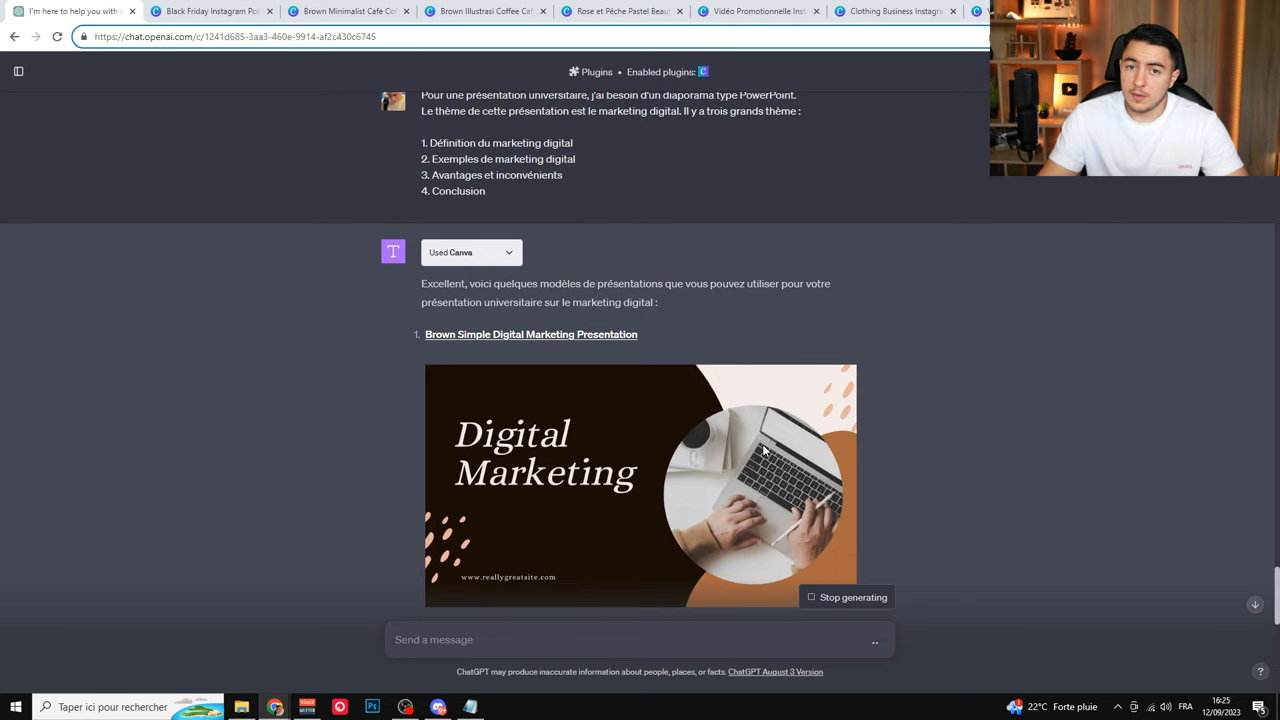 I'm here to help you with
Black Friday Instagram Pos
Brown Minimalist Cafe Co
Brown Illustrasi Coffee Caf
Rose et Pêche Pastel Beaut
Vidéo Promotionnelle Inst
Clothing Business Instagra
https://chat.openai.com/c/1241d685-3aa3-460e-9914-af2c430c6745
Plugins • Enabled plugins:
Pour une présentation universitaire, j'ai besoin d'un diaporama type PowerPoint.
Le thème de cette présentation est le marketing digital. Il y a trois grands thème :
1. Définition du marketing digital
2. Exemples de marketing digital
3. Avantages et inconvénients
4. Conclusion
T
Used Canva
Excellent, voici quelques modèles de présentations que vous pouvez utiliser pour votre
présentation universitaire sur le marketing digital :
1. Brown Simple Digital Marketing Presentation
Digital
Marketing
www.reallygreatsite.com
Stop generating
Send a message
ChatGPT may produce inaccurate information about people, places, or facts. ChatGPT August 3 Version
?
Taper ici pour rechercher
Ps
22°C Forte pluie
FRA
16:25
12/09/2023